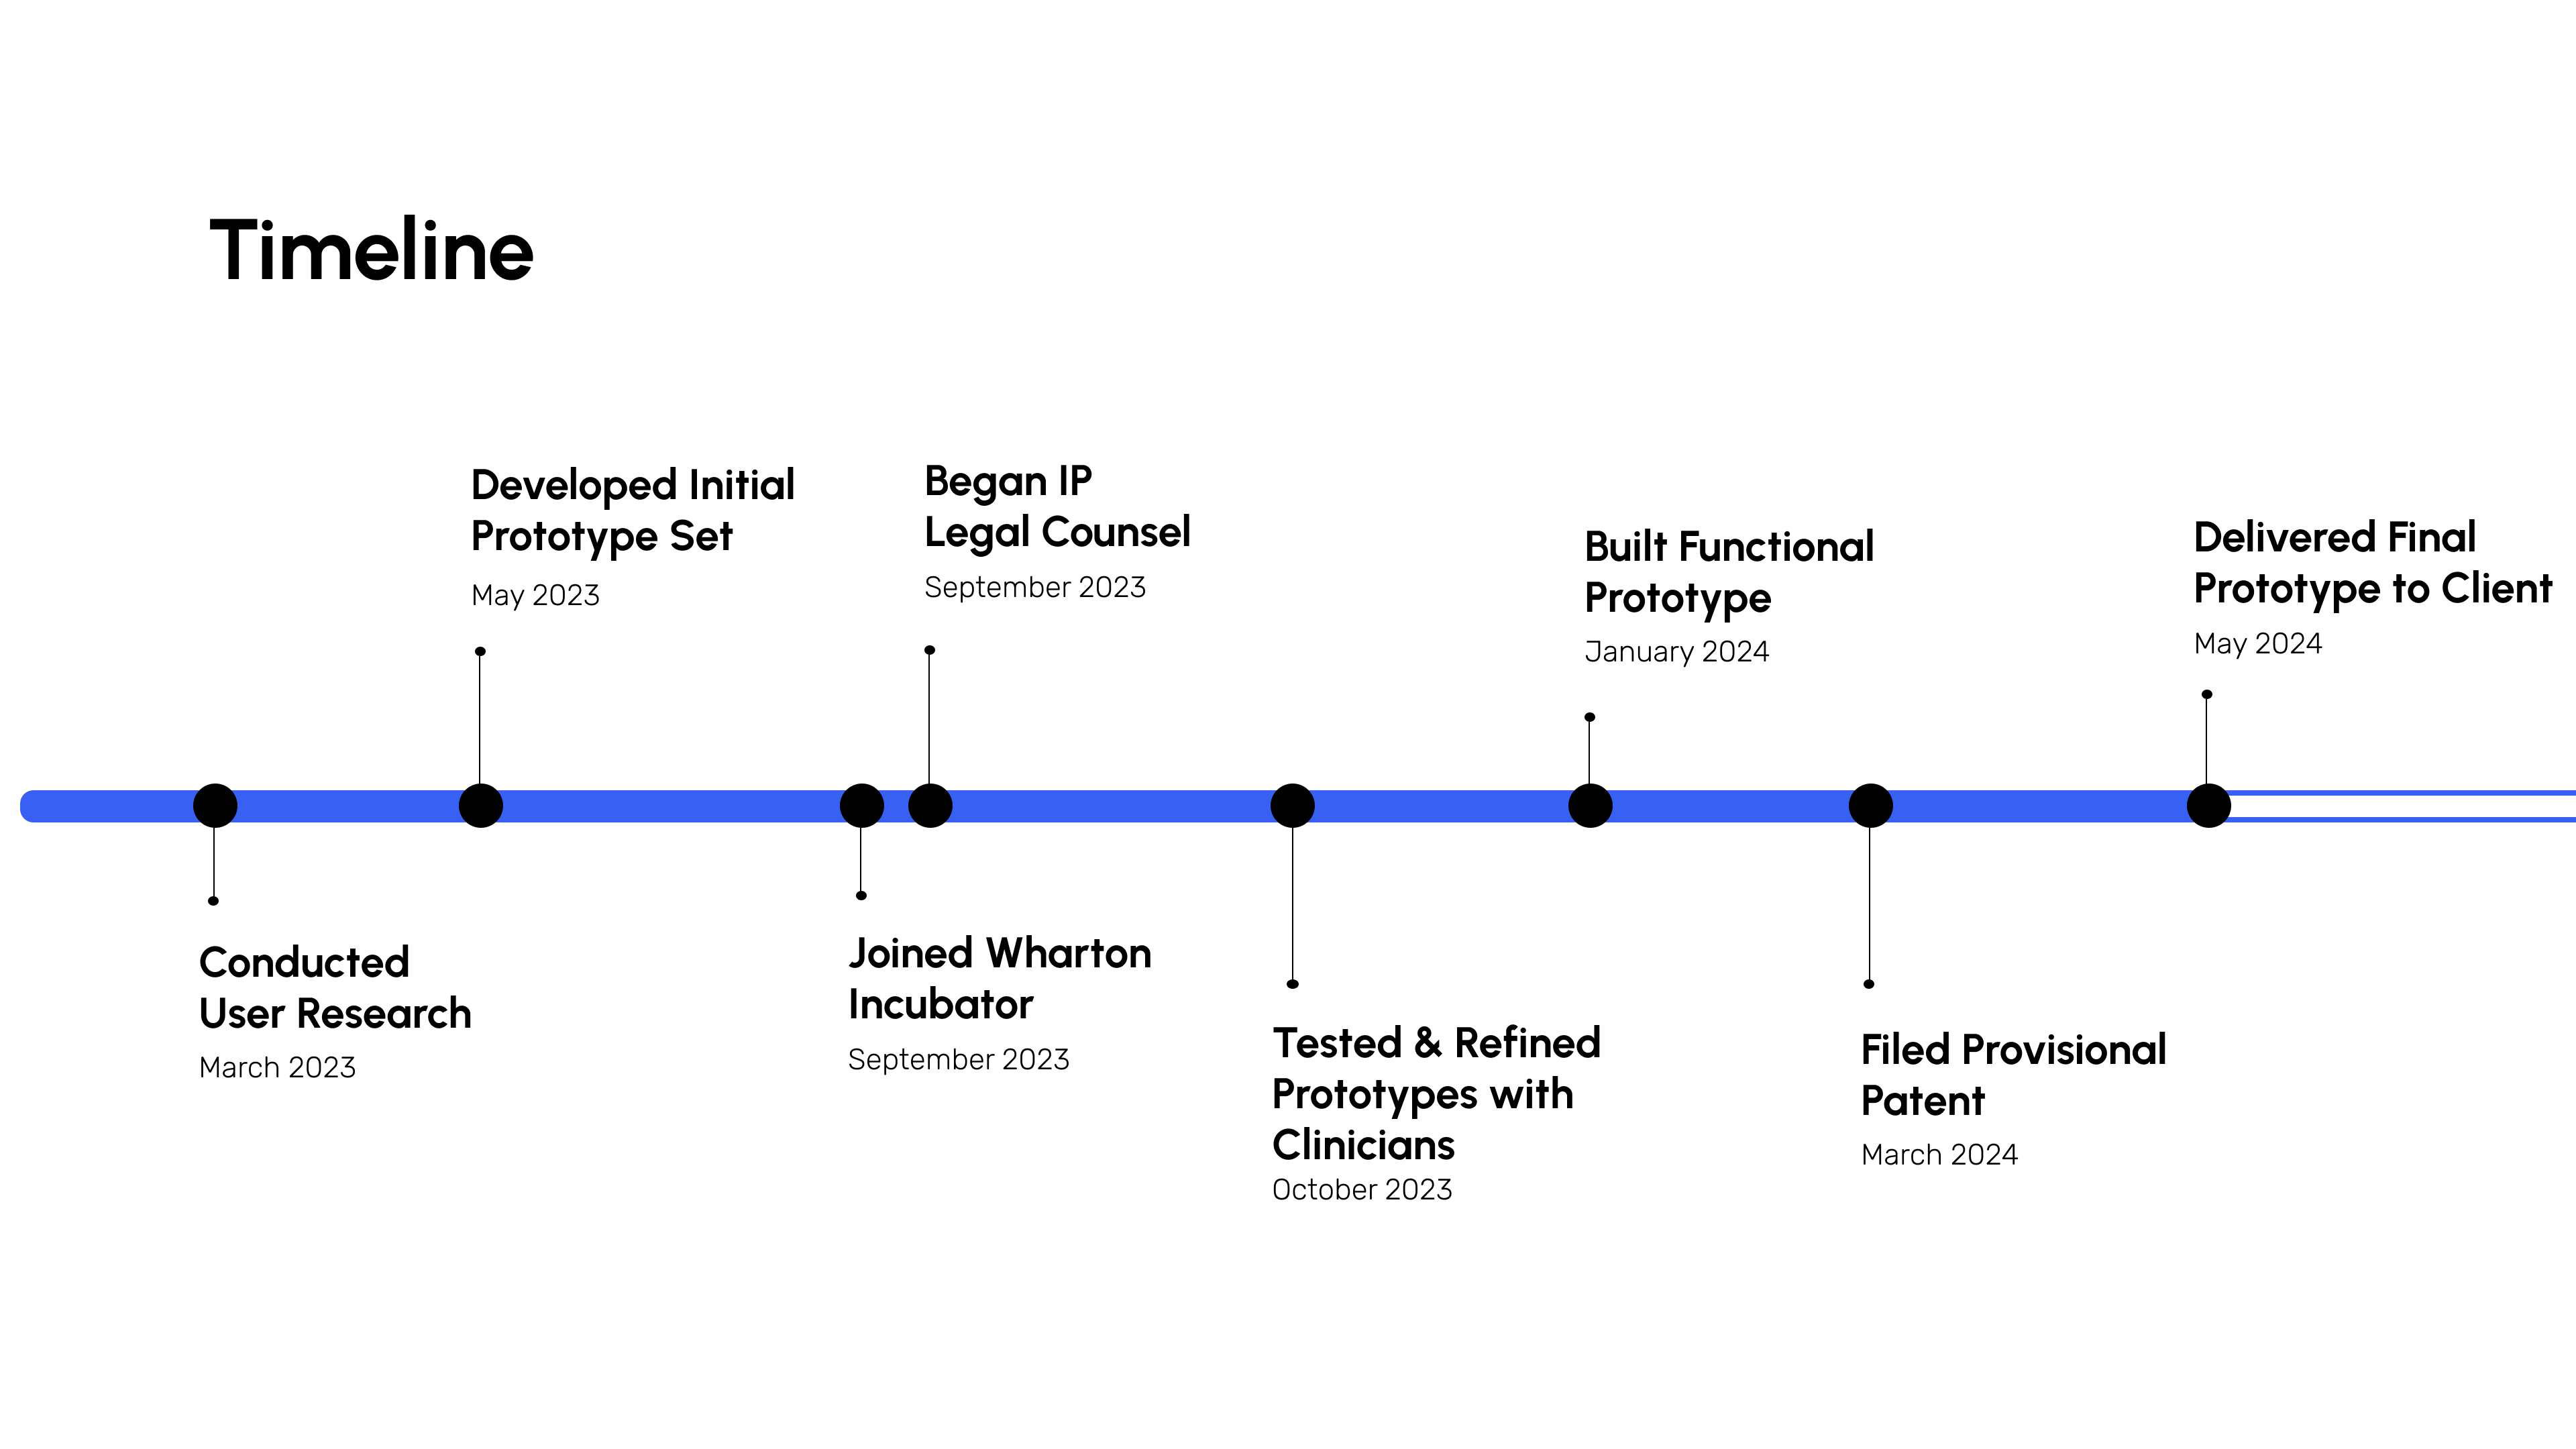 Timeline
Developed Initial
Prototype Set
May 2023
Began IP
Legal Counsel
September 2023
Built Functional
Prototype
January 2024
Delivered Final
Prototype to Client
May 2024
Conducted
User Research
March 2023
Joined Wharton
Incubator
September 2023
Tested & Refined
Prototypes with
Clinicians
October 2023
Filed Provisional
Patent
March 2024